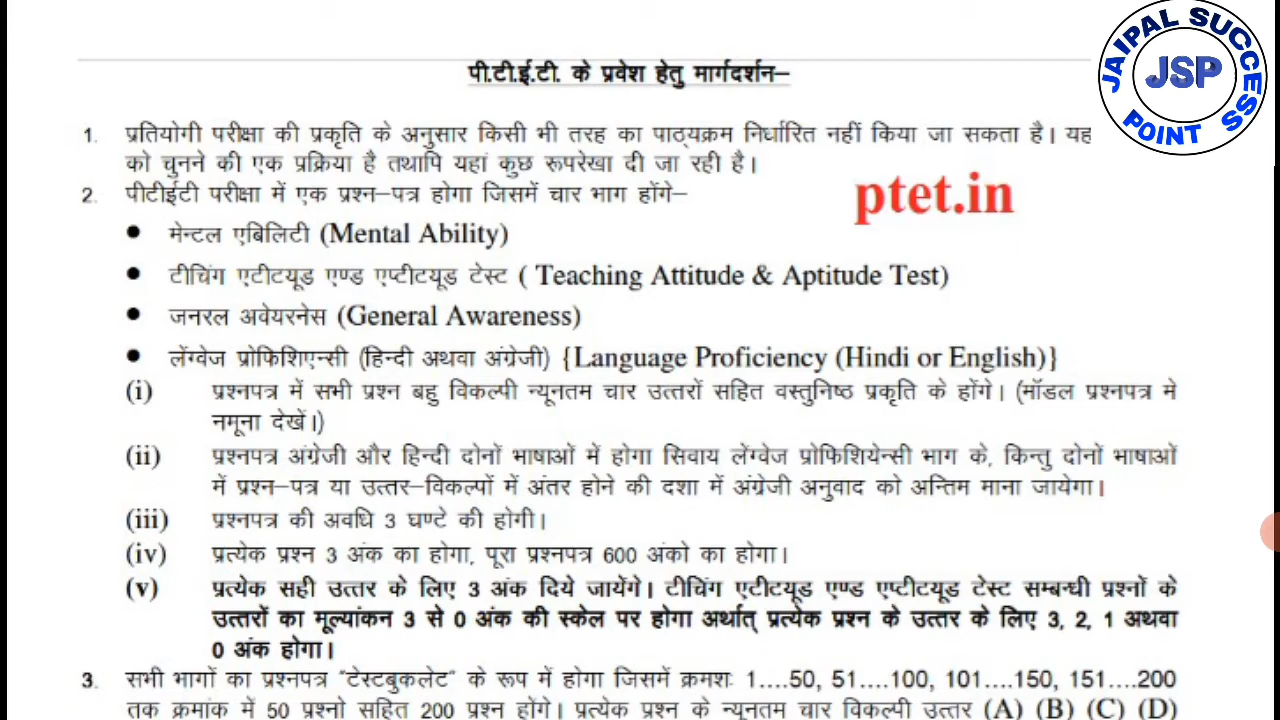 JAIPAL SUCCESS POINT
JSP
पी.टी.ई.टी. के प्रवेश हेतु मार्गदर्शन–
1. प्रतियोगी परीक्षा की प्रकृति के अनुसार किसी भी तरह का पाठ्यक्रम निर्धारित नहीं किया जा सकता है। यह
को चुनने की एक प्रक्रिया है तथापि यहां कुछ रूपरेखा दी जा रही है।
2. पीटीईटी परीक्षा में एक प्रश्न–पत्र होगा जिसमें चार भाग होंगे–
ptet.in
● मेन्टल एबिलिटी (Mental Ability)
● टीचिंग एटीटयूड एण्ड एप्टीटयूड टेस्ट ( Teaching Attitude & Aptitude Test)
● जनरल अवेयरनेस (General Awareness)
● लेंग्वेज प्रोफिशिएन्सी (हिन्दी अथवा अंग्रेजी) {Language Proficiency (Hindi or English)}
(i) प्रश्नपत्र में सभी प्रश्न बहु विकल्पी न्यूनतम चार उत्तरों सहित वस्तुनिष्ठ प्रकृति के होंगे। (मॉडल प्रश्नपत्र मे
नमूना देखें।)
(ii) प्रश्नपत्र अंग्रेजी और हिन्दी दोनों भाषाओं में होगा सिवाय लेंग्वेज प्रोफिशियेन्सी भाग के, किन्तु दोनों भाषाओं
में प्रश्न–पत्र या उत्तर–विकल्पों में अंतर होने की दशा में अंग्रेजी अनुवाद को अन्तिम माना जायेगा।
(iii) प्रश्नपत्र की अवधि 3 घण्टे की होगी।
(iv) प्रत्येक प्रश्न 3 अंक का होगा, पूरा प्रश्नपत्र 600 अंको का होगा।
(v) प्रत्येक सही उत्तर के लिए 3 अंक दिये जायेंगे। टीचिंग एटीटयूड एण्ड एप्टीटयूड टेस्ट सम्बन्धी प्रश्नों के
उत्तरों का मूल्यांकन 3 से 0 अंक की स्केल पर होगा अर्थात् प्रत्येक प्रश्न के उत्तर के लिए 3, 2, 1 अथवा
0 अंक होगा।
3. सभी भागों का प्रश्नपत्र "टेस्टबुकलेट" के रूप में होगा जिसमें क्रमशः 1....50, 51....100, 101....150, 151....200
तक क्रमांक में 50 प्रश्नो सहित 200 प्रश्न होंगे। प्रत्येक प्रश्न के न्यूनतम चार विकल्पी उत्तर (A) (B) (C) (D)